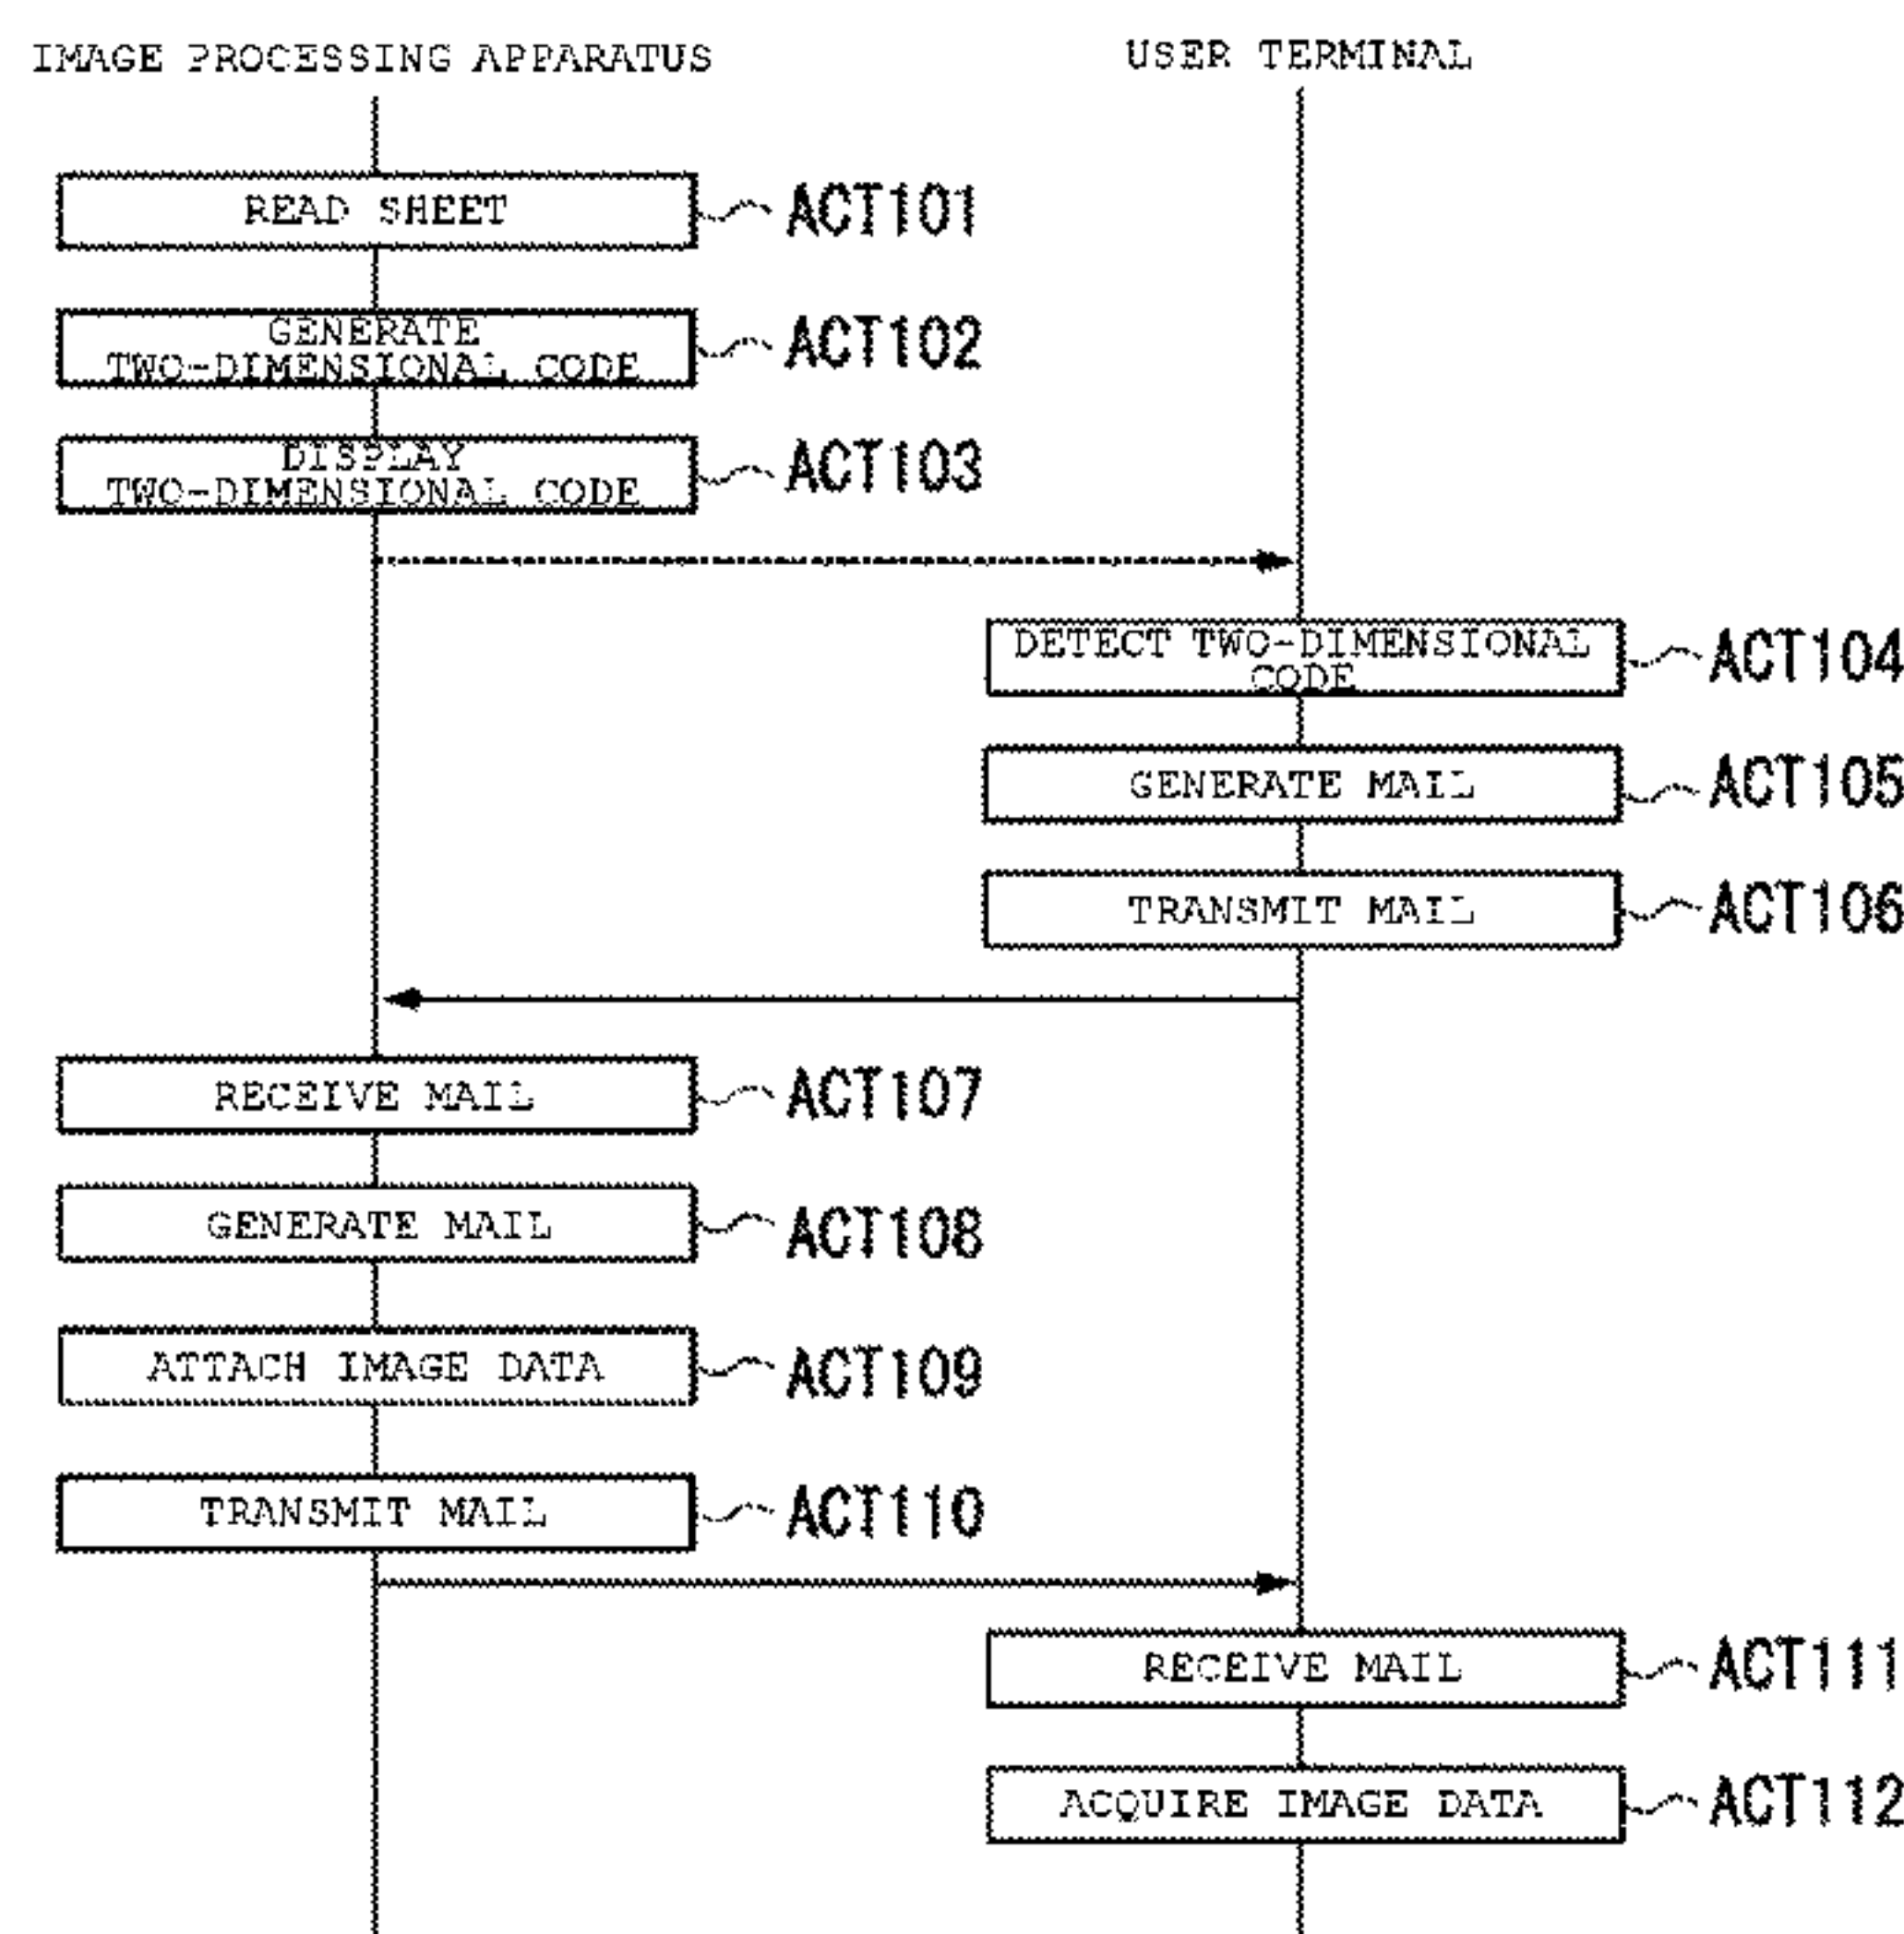 IMAGE PROCESSING APPARATUS
USER TERMINAL
READ SHEET
ACT101
GENERATE
TWO-DIMENSIONAL CODE
ACT102
DISPLAY
TWO-DIMENSIONAL CODE
ACT103
DETECT TWO-DIMENSIONAL
CODE
ACT104
GENERATE MAIL
ACT105
TRANSMIT MAIL
ACT106
RECEIVE MAIL
ACT107
GENERATE MAIL
ACT108
ATTACH IMAGE DATA
ACT109
TRANSMIT MAIL
ACT110
RECEIVE MAIL
ACT111
ACQUIRE IMAGE DATA
ACT112